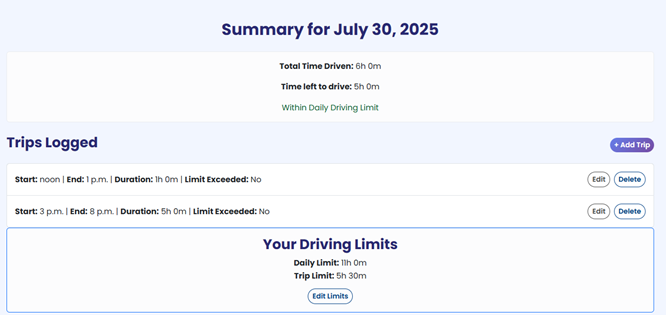 Summary for July 30, 2025
Total Time Driven: 6h 0m
Time left to drive: 5h 0m
Within Daily Driving Limit
Trips Logged
+ Add Trip
Start: noon | End: 1 p.m. | Duration: 1h 0m | Limit Exceeded: No
Edit Delete
Start: 3 p.m. | End: 8 p.m. | Duration: 5h 0m | Limit Exceeded: No
Edit Delete
Your Driving Limits
Daily Limit: 11h 0m
Trip Limit: 5h 30m
Edit Limits